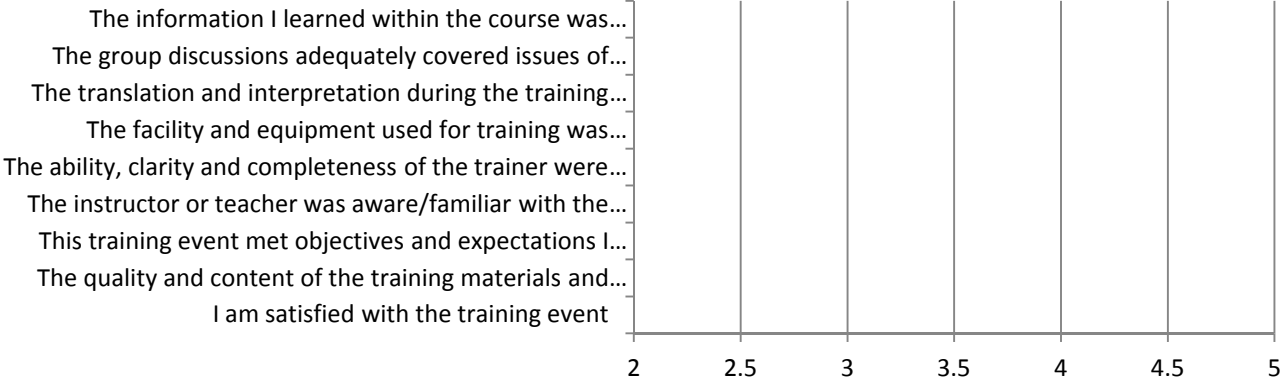 The information I learned within the course was...
The group discussions adequately covered issues of...
The translation and interpretation during the training...
The facility and equipment used for training was...
The ability, clarity and completeness of the trainer were...
The instructor or teacher was aware/familiar with the...
This training event met objectives and expectations I...
The quality and content of the training materials and...
I am satisfied with the training event
2 2.5 3 3.5 4 4.5 5